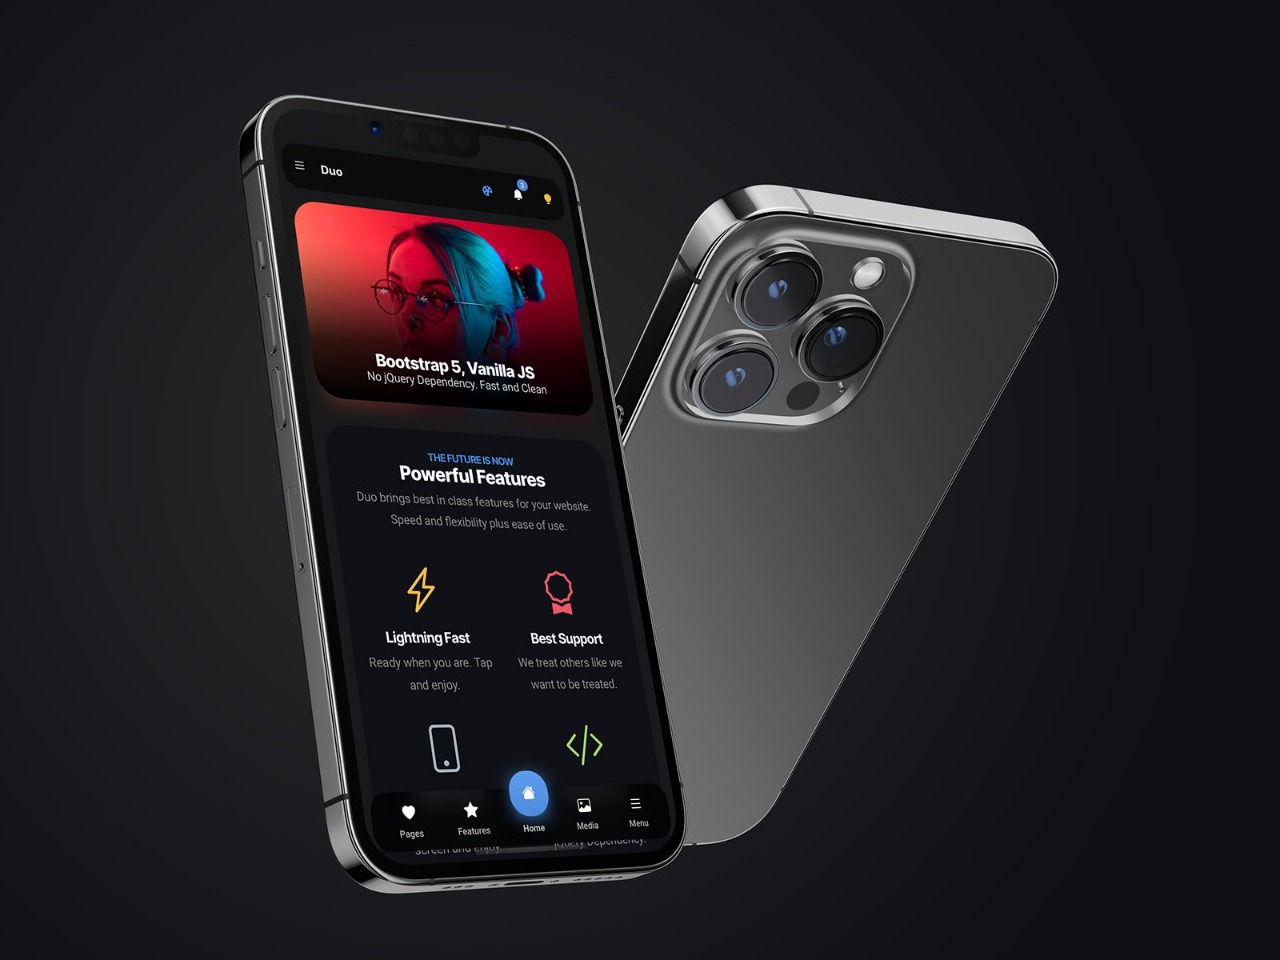 Duo
3
Bootstrap 5, Vanilla JS
No jQuery Dependency. Fast and Clean
THE FUTURE IS NOW
Powerful Features
Duo brings best in class features for your website.
Speed and flexibility plus ease of use.
Lightning Fast
Best Support
Ready when you are. Tap
and enjoy.
We treat others like we
want to be treated.
Pages
Features
Home
Media
Menu
screen and enjoy.
jQuery Dependency.